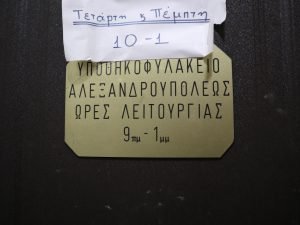 Τετάρτη & Πέμπτη
10-1
ΥΠΟΘΗΚΟΦΥΛΑΚΕΙΟ
ΑΛΕΞΑΝΔΡΟΥΠΟΛΕΩΣ
ΩΡΕΣ ΛΕΙΤΟΥΡΓΙΑΣ
9πμ - 1μμ